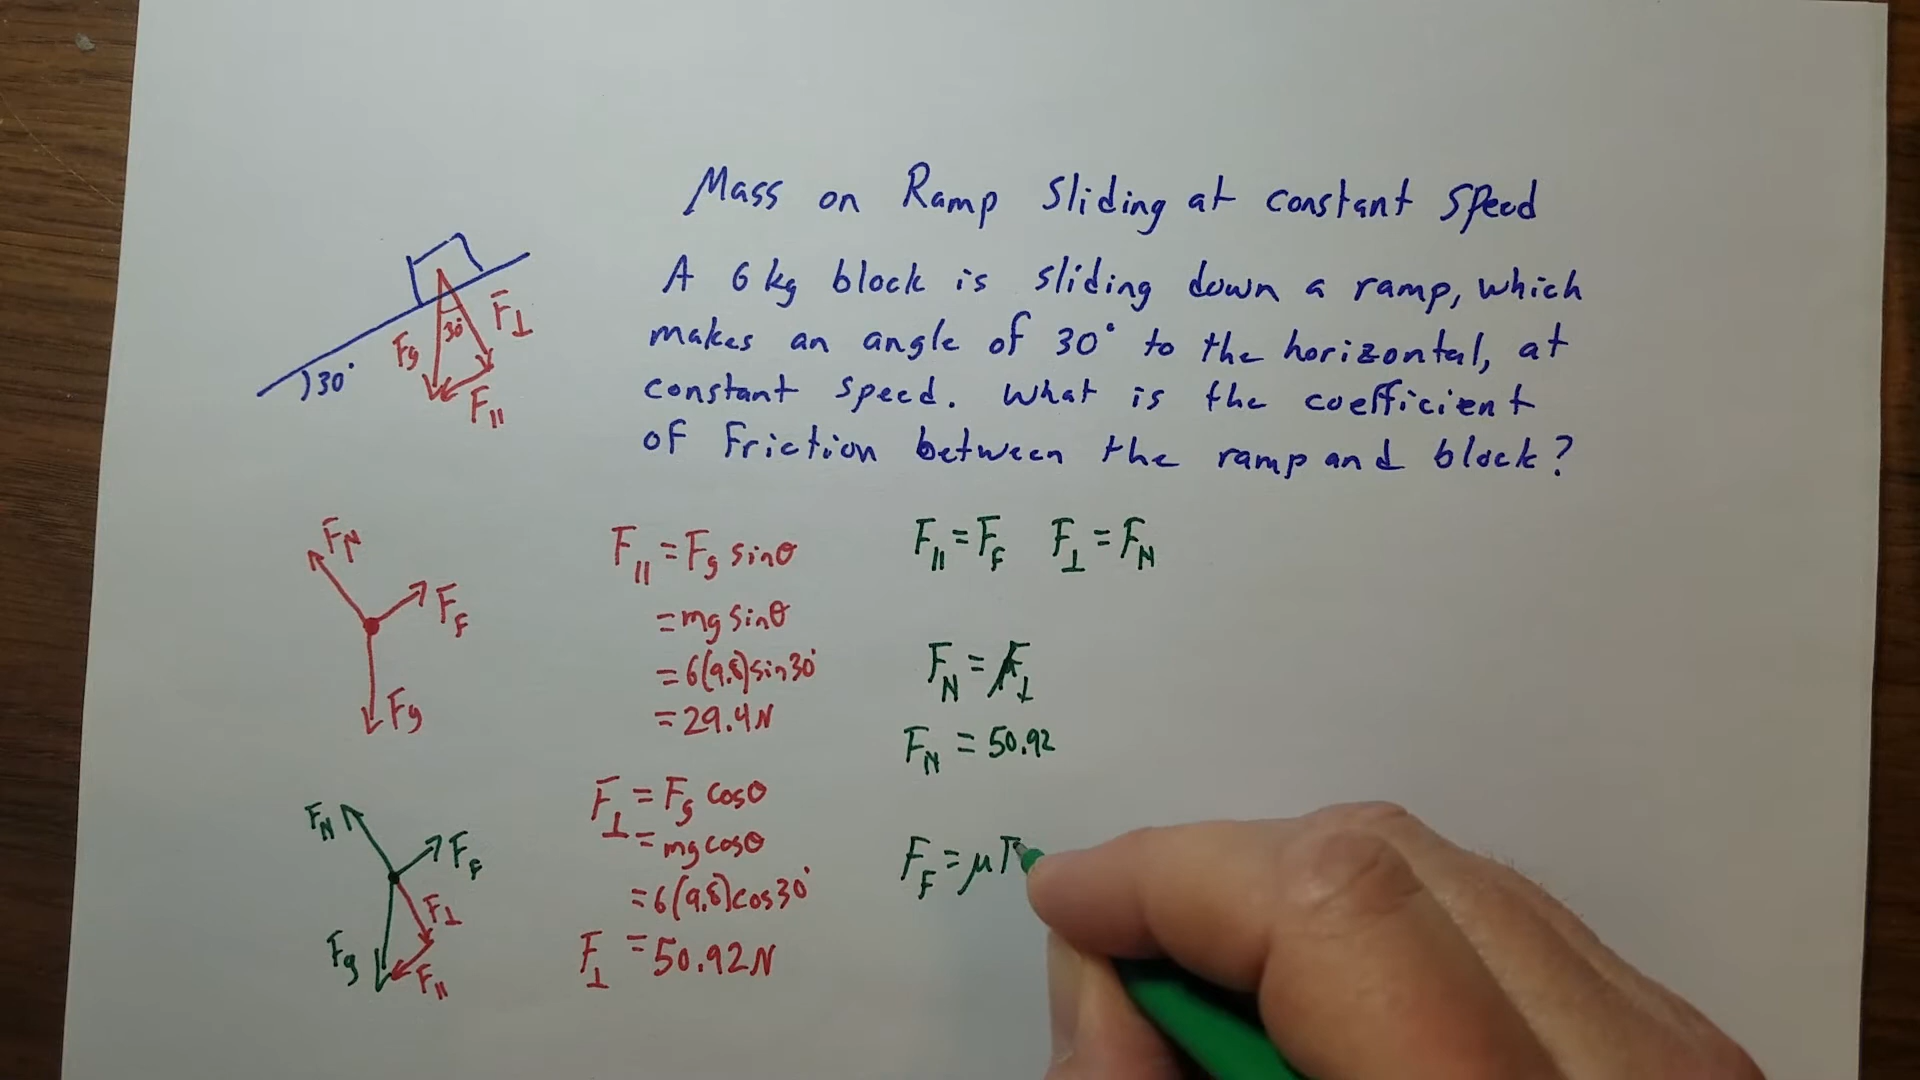 Mass on Ramp Sliding at constant speed
A 6 kg block is sliding down a ramp, which
makes an angle of 30° to the horizontal, at
constant speed. What is the coefficient
of Friction between the ramp and block?
30°
Fg
30°
F⊥
F||
FN
FF
Fg
FN
FF
Fg
F⊥
F||
F|| = Fg sinθ
= mg sinθ
= 6(9.8)sin30°
= 29.4N
F⊥ = Fg cosθ
= mg cosθ
= 6(9.8)cos30°
F⊥ = 50.92N
F|| = FF F⊥ = FN
FN = F⊥
FN = 50.92
FF = μ